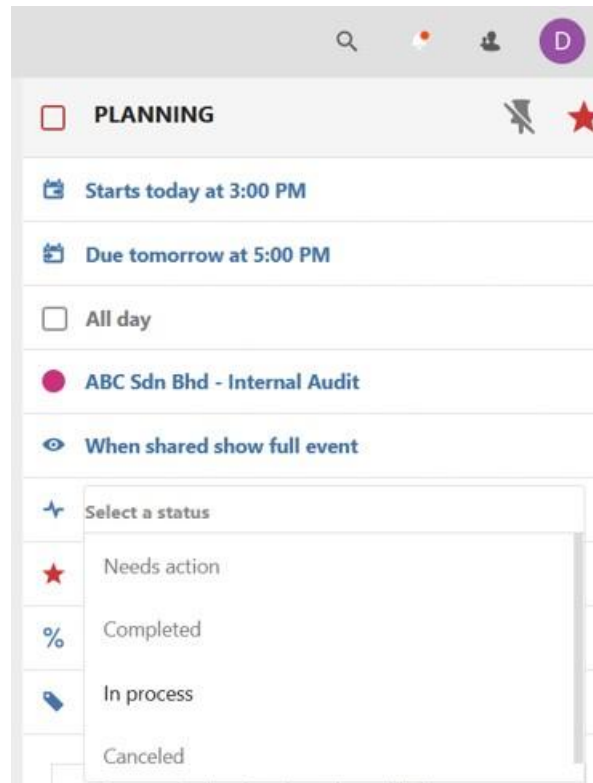 D
PLANNING
Starts today at 3:00 PM
Due tomorrow at 5:00 PM
All day
ABC Sdn Bhd - Internal Audit
When shared show full event
Select a status
Needs action
%
Completed
In process
Canceled